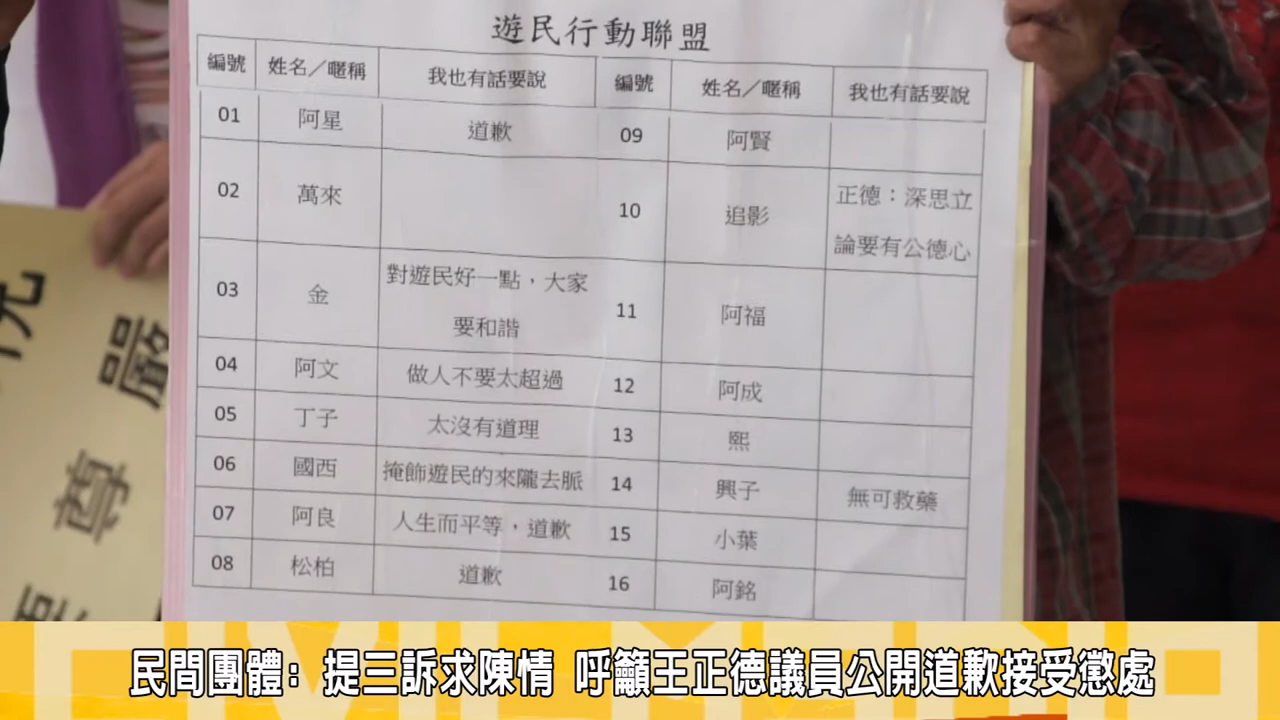 遊民行動聯盟
編號 姓名／暱稱 我也有話要說 編號 姓名／暱稱 我也有話要說
01 阿星 道歉 09 阿賢
02 萬來 10 追影 正德：深思立
論要有公德心
03 金 對遊民好一點，大家
要和諧 11 阿福
04 阿文 做人不要太超過 12 阿成
05 丁子 太沒有道理 13 熙
06 國西 掩飾遊民的來隴去脈 14 興子 無可救藥
07 阿良 人生而平等，道歉 15 小葉
08 松柏 道歉 16 阿銘
嚴
尊
民間團體：提三訴求陳情 呼籲王正德議員公開道歉接受懲處